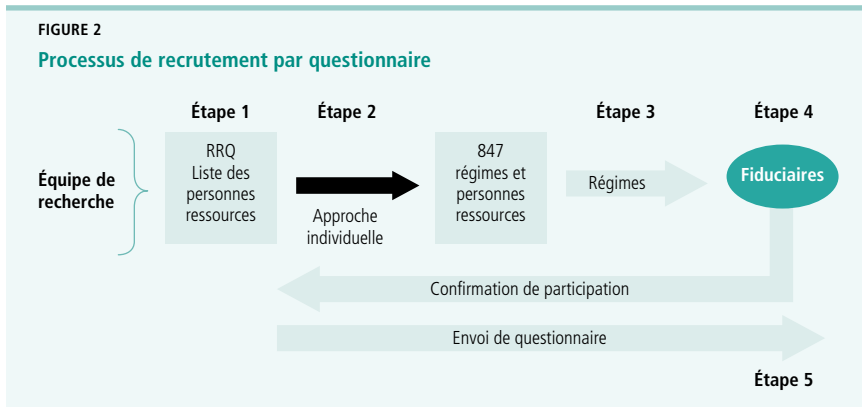 FIGURE 2
Processus de recrutement par questionnaire
Étape 1
Étape 2
Étape 3
Étape 4
Équipe de
recherche
RRQ
Liste des
personnes
ressources
Approche
individuelle
847
régimes et
personnes
ressources
Régimes
Fiduciaires
Confirmation de participation
Envoi de questionnaire
Étape 5